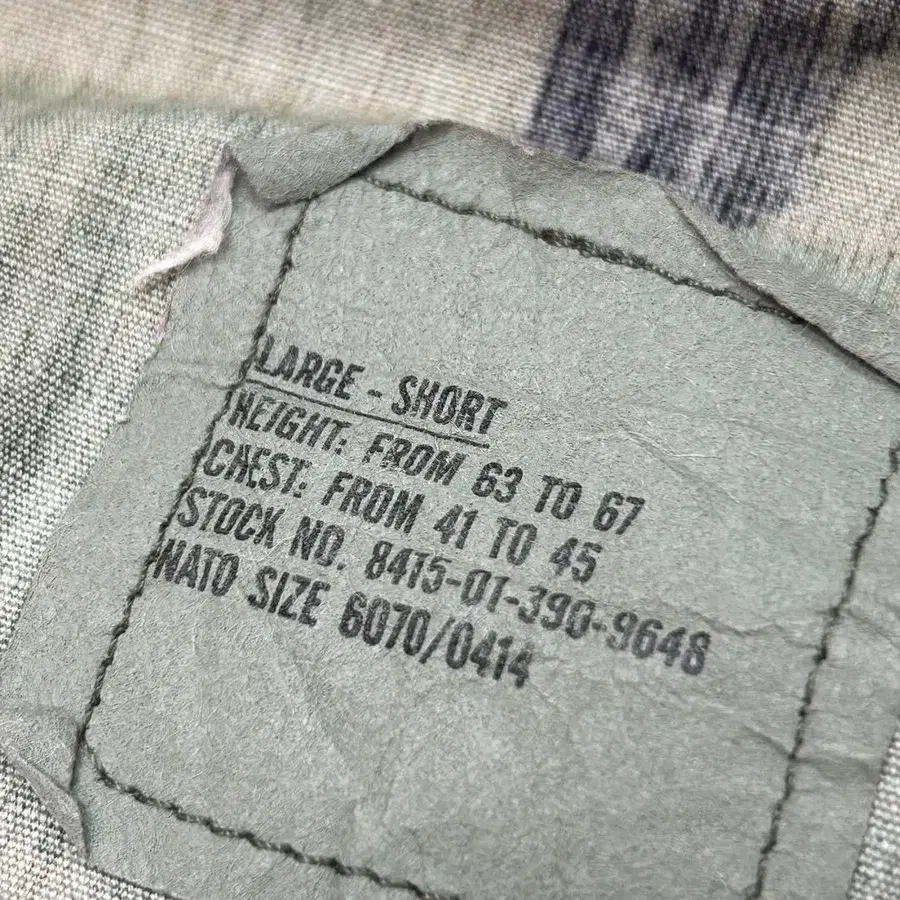 LARGE - SHORT
HEIGHT: FROM 63 TO 67
CHEST: FROM 41 TO 45
STOCK NO. 8415-01-390-9648
NATO SIZE 6070/0414